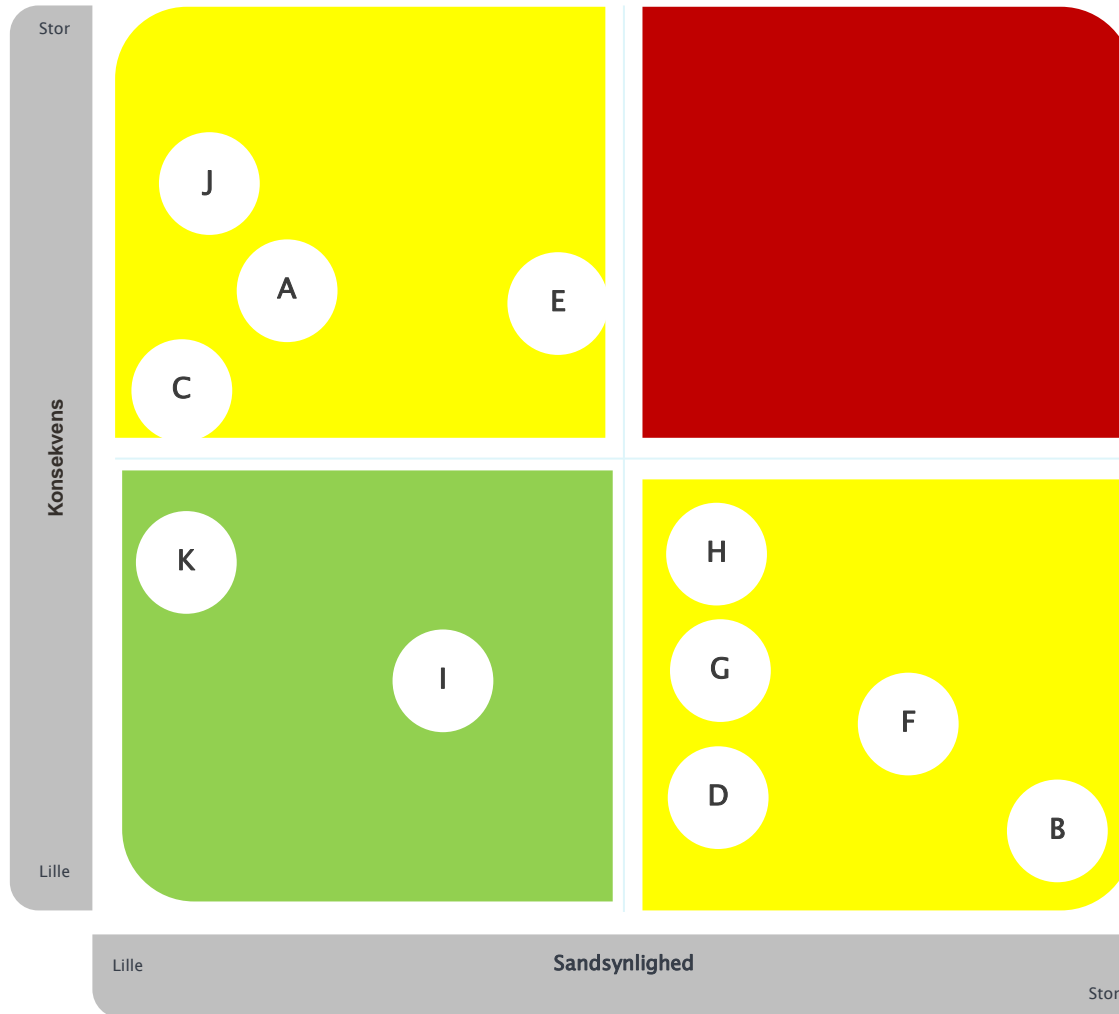 Stor
J
A
E
C
Konsekvens
K
H
I
G
F
D
B
Lille
Lille
Sandsynlighed
Stor